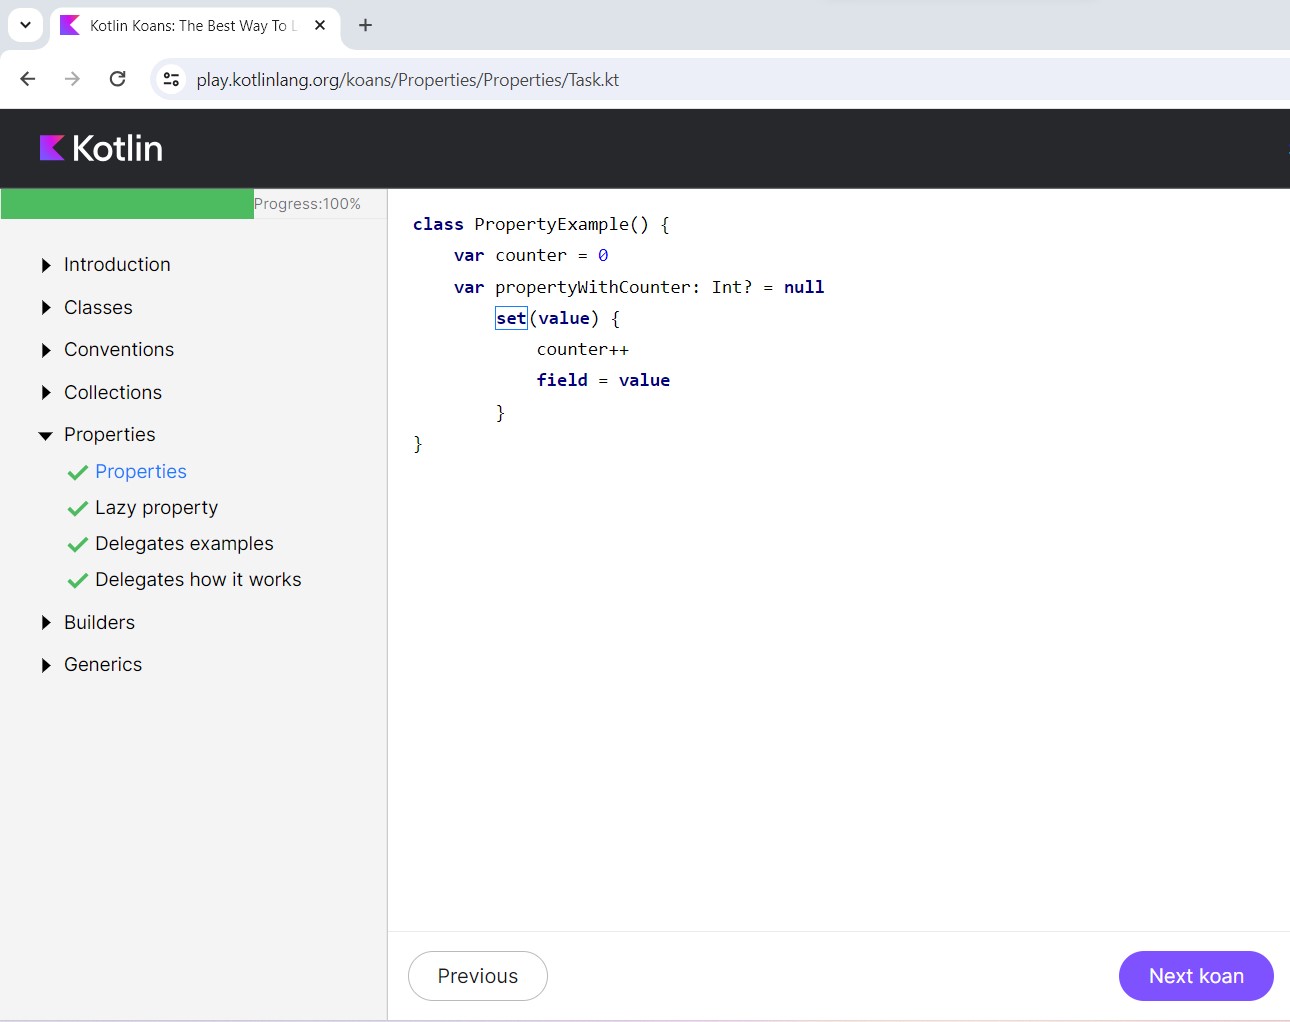 Kotlin Koans: The Best Way To L
play.kotlinlang.org/koans/Properties/Properties/Task.kt
Kotlin
Progress:100%
Introduction
Classes
Conventions
Collections
Properties
Properties
Lazy property
Delegates examples
Delegates how it works
Builders
Generics
class PropertyExample() {
    var counter = 0
    var propertyWithCounter: Int? = null
        set(value) {
            counter++
            field = value
        }
}
Previous
Next koan